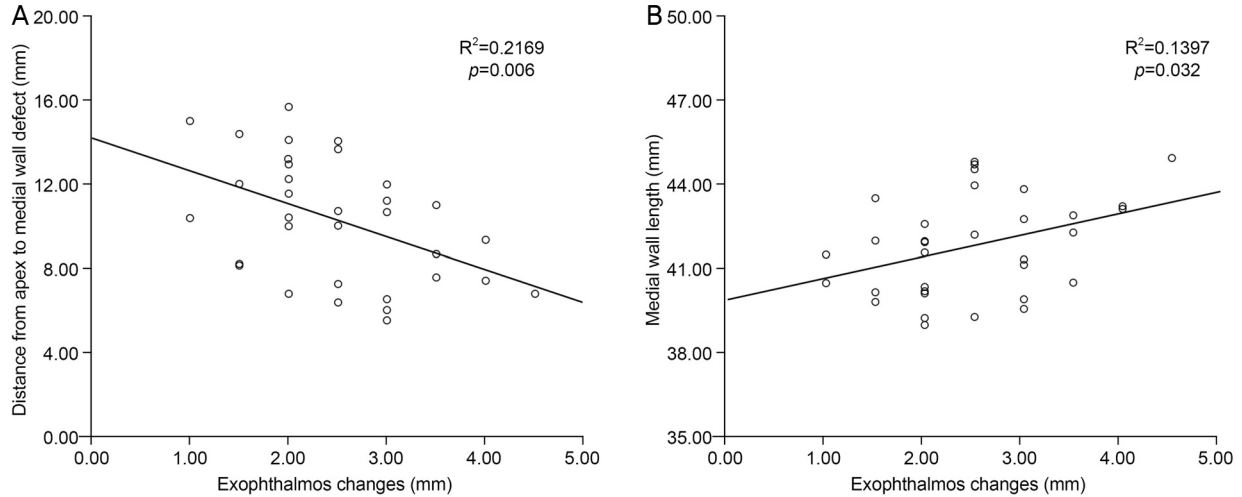 A
R²=0.2169
p=0.006
Distance from apex to medial wall defect (mm)
20.00
16.00
12.00
8.00
4.00
0.00
0.00 1.00 2.00 3.00 4.00 5.00
Exophthalmos changes (mm)
B
R²=0.1397
p=0.032
Medial wall length (mm)
50.00
47.00
44.00
41.00
38.00
35.00
0.00 1.00 2.00 3.00 4.00 5.00
Exophthalmos changes (mm)